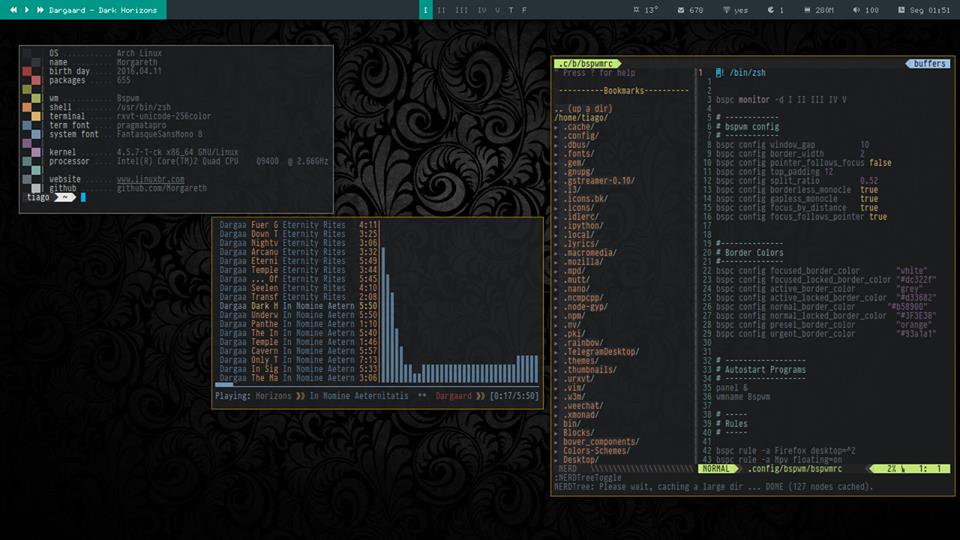 Dargaard - Dark Horizons
I II III IV V T F
13° 678 yes 1 280M 100 Seg 01:51
OS ........... Arch Linux
name ......... Morgareth
birth day .... 2016.04.11
packages ..... 655
wm ........... Bspwm
shell ........ /usr/bin/zsh
terminal ..... rxvt-unicode-256color
term font .... pragmatapro
system font .. FantasqueSansMono 8
kernel ....... 4.5.7-1-ck x86_64 GNU/Linux
processor .... Intel(R) Core(TM)2 Quad CPU Q9400 @ 2.66GHz
website ...... www.linuxbr.com
github ....... github.com/Morgareth
tiago ~
Dargaa Fuer G Eternity Rites 4:11
Dargaa Down T Eternity Rites 3:25
Dargaa Nightv Eternity Rites 3:06
Dargaa Arcanu Eternity Rites 3:32
Dargaa Eterni Eternity Rites 5:49
Dargaa Temple Eternity Rites 3:44
Dargaa ... Of Eternity Rites 5:45
Dargaa Seelen Eternity Rites 4:10
Dargaa Transf Eternity Rites 2:08
Dargaa Dark H In Nomine Aetern 5:50
Dargaa Underw In Nomine Aetern 5:50
Dargaa Panthe In Nomine Aetern 1:10
Dargaa The In In Nomine Aetern 5:40
Dargaa Temple In Nomine Aetern 1:46
Dargaa Cavern In Nomine Aetern 5:57
Dargaa Only T In Nomine Aetern 7:13
Dargaa In Sig In Nomine Aetern 5:33
Dargaa The Ma In Nomine Aetern 3:06
Playing: Horizons In Nomine Aeternitatis ** Dargaard [0:17/5:50]
.c/b/bspwmrc
" Press ? for help
----------Bookmarks----------
.. (up a dir)
/home/tiago/
.cache/
.config/
.dbus/
.fonts/
.gem/
.gnupg/
.gstreamer-0.10/
.i3/
.icons.bk/
.icons/
.idlerc/
.ipython/
.local/
.lyrics/
.macromedia/
.mozilla/
.mpd/
.mutt/
.nano/
.ncmpcpp/
.node-gyp/
.npm/
.nv/
.pki/
.rainbow/
.TelegramDesktop/
.themes/
.thumbnails/
.urxvt/
.vim/
.w3m/
.weechat/
.xmonad/
bin/
Blocks/
bower_components/
Colors-Schemes/
Desktop/
NERD
buffers
1 #! /bin/zsh
1
2
3 bspc monitor -d I II III IV V
4
5 # -------------
6 # bspwm config
7 # -------------
8 bspc config window_gap 10
9 bspc config border_width 2
10 bspc config pointer_follows_focus false
11 bspc config top_padding 12
12 bspc config split_ratio 0.52
13 bspc config borderless_monocle true
14 bspc config gapless_monocle true
15 bspc config focus_by_distance true
16 bspc config focus_follows_pointer true
17
18
19 #-------------
20 # Border Colors
21 #-------------
22 bspc config focused_border_color "white"
23 bspc config focused_locked_border_color "#dc322f"
24 bspc config active_border_color "grey"
25 bspc config active_locked_border_color "#d33682"
26 bspc config normal_border_color "#b58900"
27 bspc config normal_locked_border_color "#3F3E3B"
28 bspc config presel_border_color "orange"
29 bspc config urgent_border_color "#93a1a1"
30
31
32 # ------------------
33 # Autostart Programs
34 # ------------------
35 panel &
36 wmname Bspwm
37
38 # -----
39 # Rules
40 # -----
41
42 bspc rule -a Firefox desktop=^2
43 bspc rule -a Mpv floating=on
NORMAL .config/bspwm/bspwmrc 2% 1: 1
:NERDTreeToggle
NERDTree: Please wait, caching a large dir ... DONE (127 nodes cached).